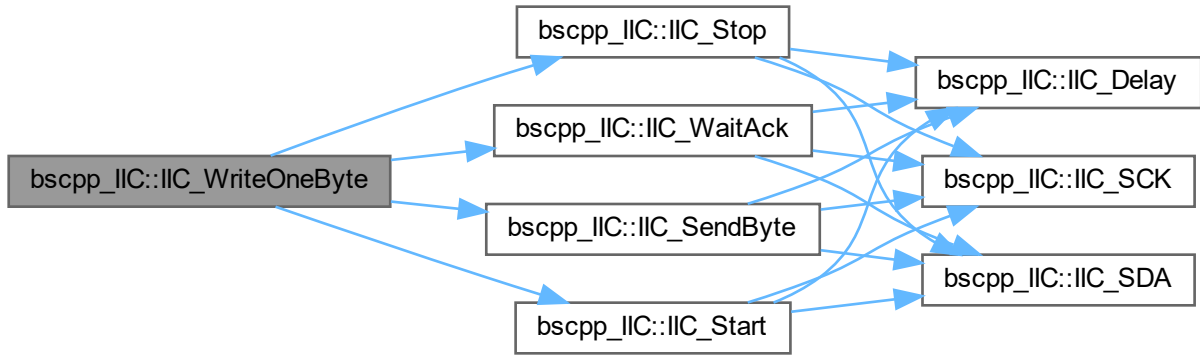 bscpp_IIC::IIC_WriteOneByte
bscpp_IIC::IIC_Stop
bscpp_IIC::IIC_WaitAck
bscpp_IIC::IIC_SendByte
bscpp_IIC::IIC_Start
bscpp_IIC::IIC_Delay
bscpp_IIC::IIC_SCK
bscpp_IIC::IIC_SDA